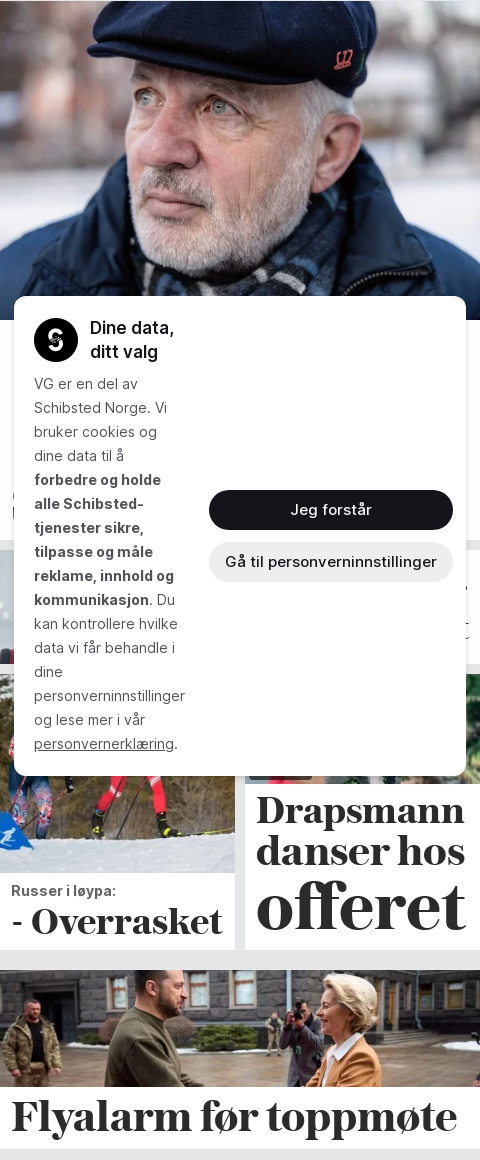 Dine data,
ditt valg
VG er en del av
Schibsted Norge. Vi
bruker cookies og
dine data til å
forbedre og holde
alle Schibsted-
tjenester sikre,
tilpasse og måle
reklame, innhold og
kommunikasjon. Du
kan kontrollere hvilke
data vi får behandle i
dine
personverninnstillinger
og lese mer i vår
personvernerklæring.
Jeg forstår
Gå til personverninnstillinger
Russer i løypa:
- Overrasket
Drapsmann
danser hos
offeret
Flyalarm før toppmøte